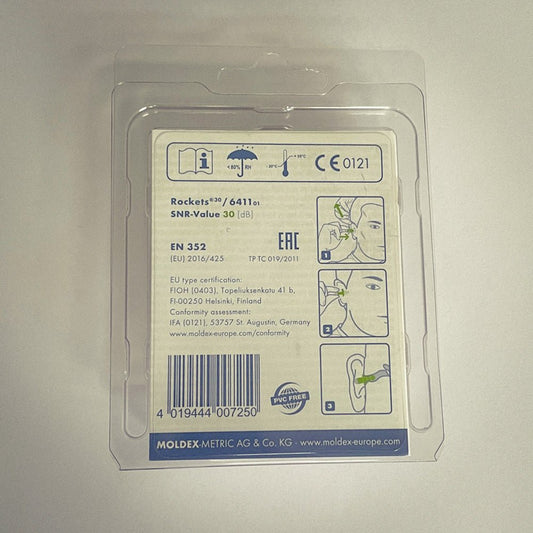 i
< 80% RH
- 20°C
+ 50°C
CE 0121
Rockets®30 / 6411 01
SNR-Value 30 (dB)
EN 352
(EU) 2016/425
EAC
TP TC 019/2011
EU type certification:
FIOH (0403), Topeliuksenkatu 41 b,
FI-00250 Helsinki, Finland
Conformity assessment:
IFA (0121), 53757 St. Augustin, Germany
www.moldex-europe.com/conformity
1
2
3
4 019444 007250
PVC FREE
MOLDEX-METRIC AG & Co. KG - www.moldex-europe.com